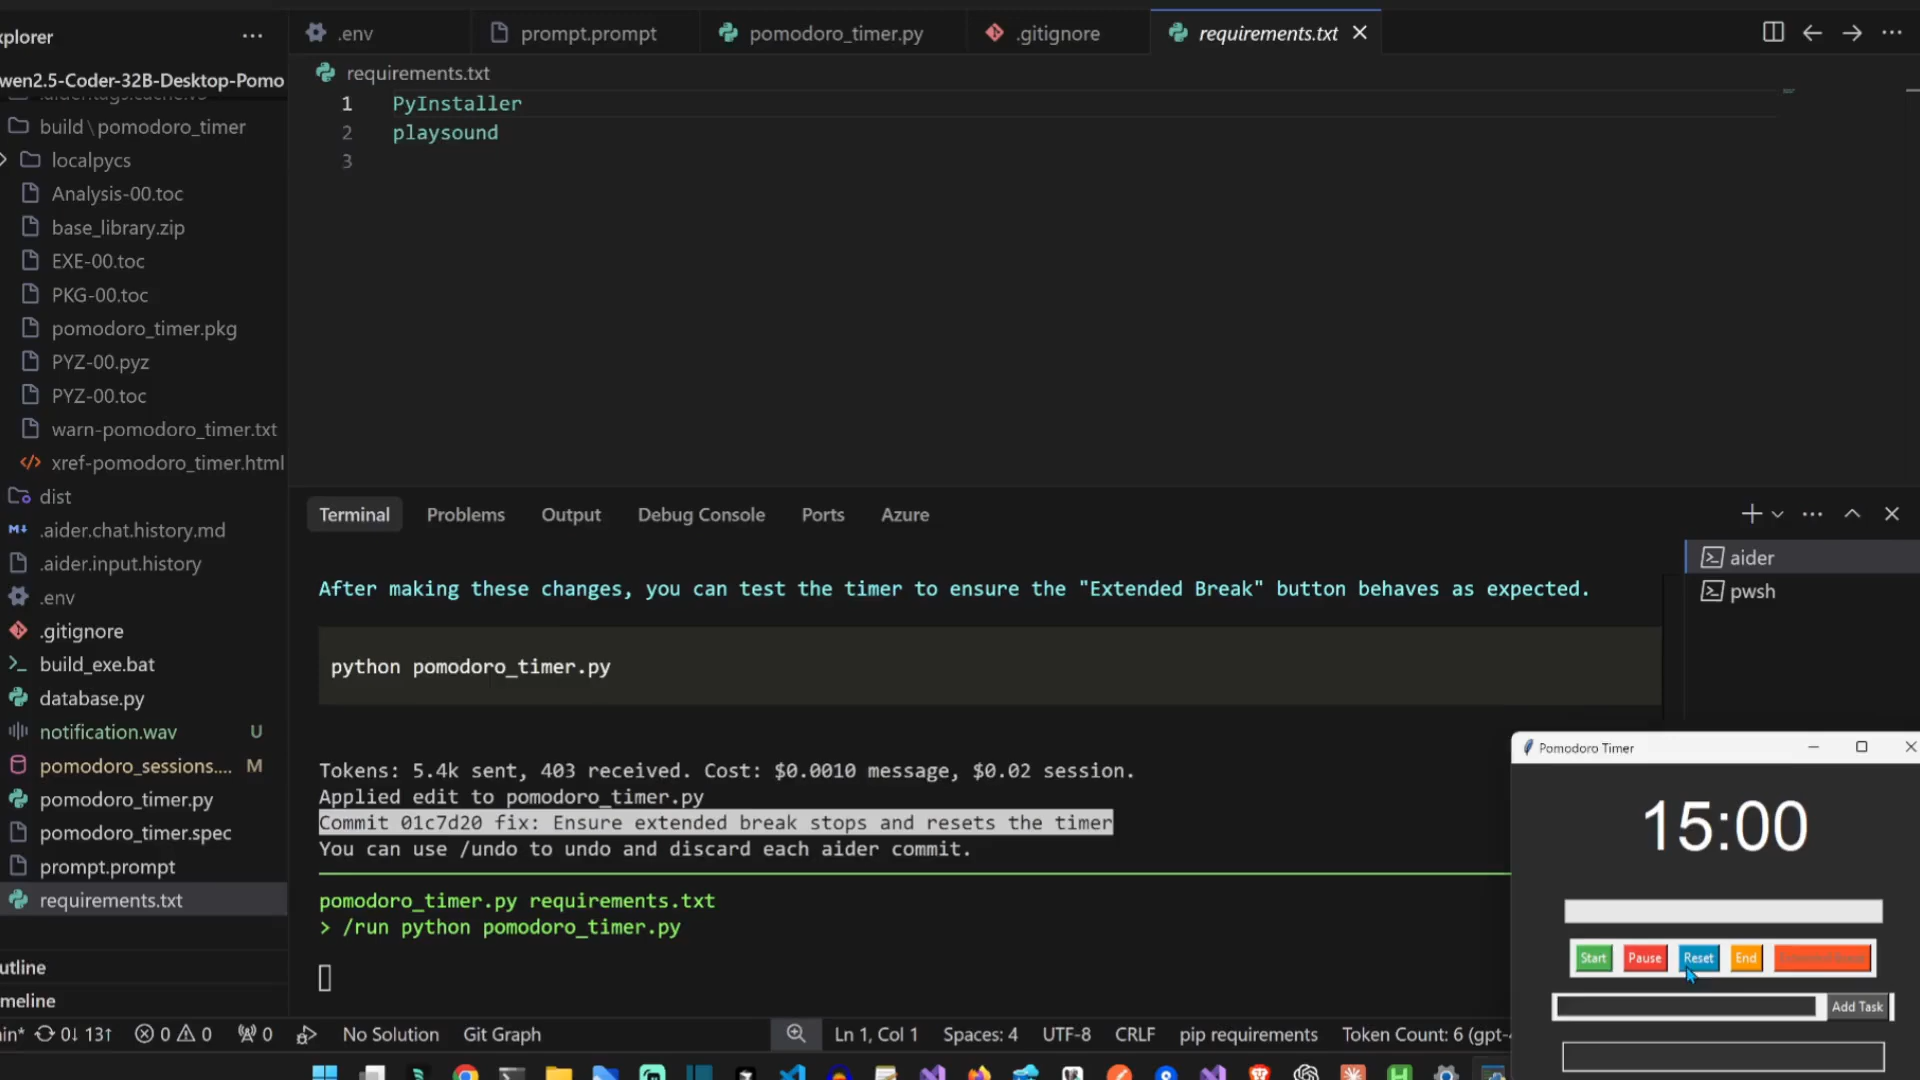 xplorer
.env
prompt.prompt
pomodoro_timer.py
.gitignore
requirements.txt
wen2.5-Coder-32B-Desktop-Pomo
build\pomodoro_timer
localpycs
Analysis-00.toc
base_library.zip
EXE-00.toc
PKG-00.toc
pomodoro_timer.pkg
PYZ-00.pyz
PYZ-00.toc
warn-pomodoro_timer.txt
xref-pomodoro_timer.html
dist
.aider.chat.history.md
.aider.input.history
.env
.gitignore
build_exe.bat
database.py
notification.wav U
pomodoro_sessions.... M
pomodoro_timer.py
pomodoro_timer.spec
prompt.prompt
requirements.txt
utline
meline
requirements.txt
1 PyInstaller
2 playsound
3
Terminal Problems Output Debug Console Ports Azure
After making these changes, you can test the timer to ensure the "Extended Break" button behaves as expected.
python pomodoro_timer.py
Tokens: 5.4k sent, 403 received. Cost: $0.0010 message, $0.02 session.
Applied edit to pomodoro_timer.py
Commit 01c7d20 fix: Ensure extended break stops and resets the timer
You can use /undo to undo and discard each aider commit.
pomodoro_timer.py requirements.txt
> /run python pomodoro_timer.py
aider
pwsh
Pomodoro Timer
15:00
Start Pause Reset End
Add Task
in* 0↓ 13↑ 0 0 0 No Solution Git Graph Ln 1, Col 1 Spaces: 4 UTF-8 CRLF pip requirements Token Count: 6 (gpt-